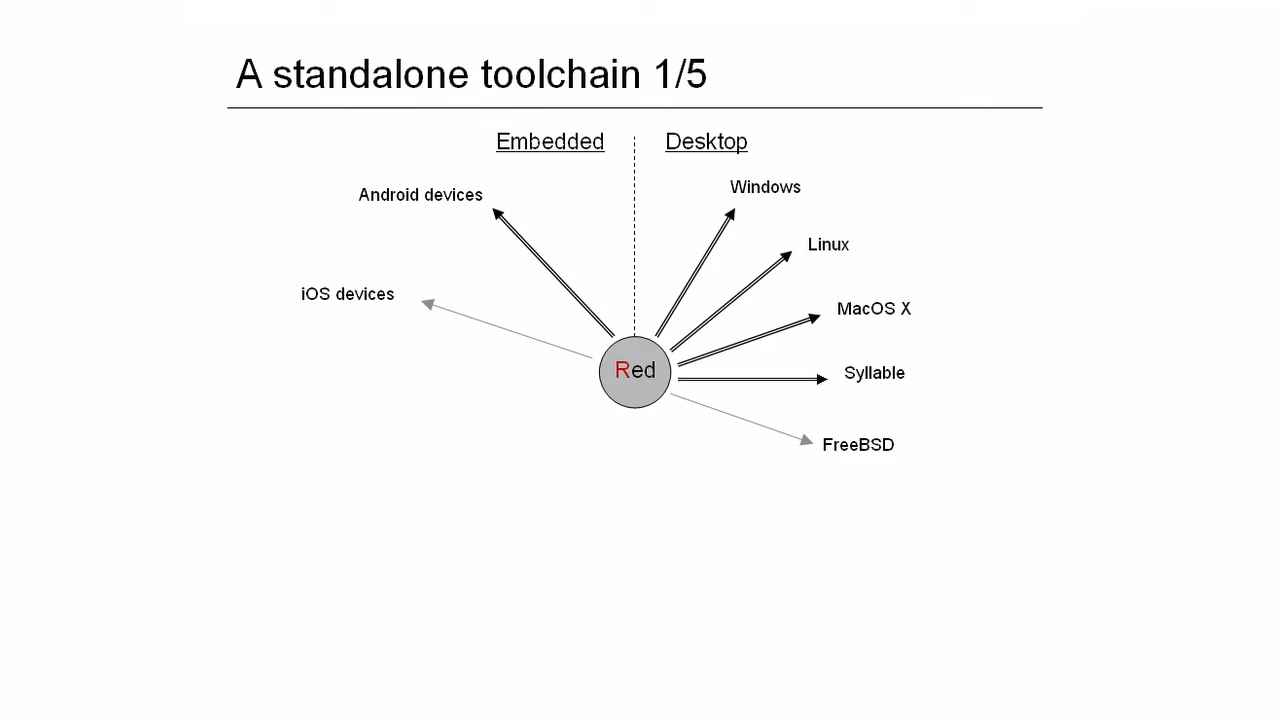 A standalone toolchain 1/5
Embedded
Desktop
Android devices
Windows
Linux
iOS devices
MacOS X
Red
Syllable
FreeBSD